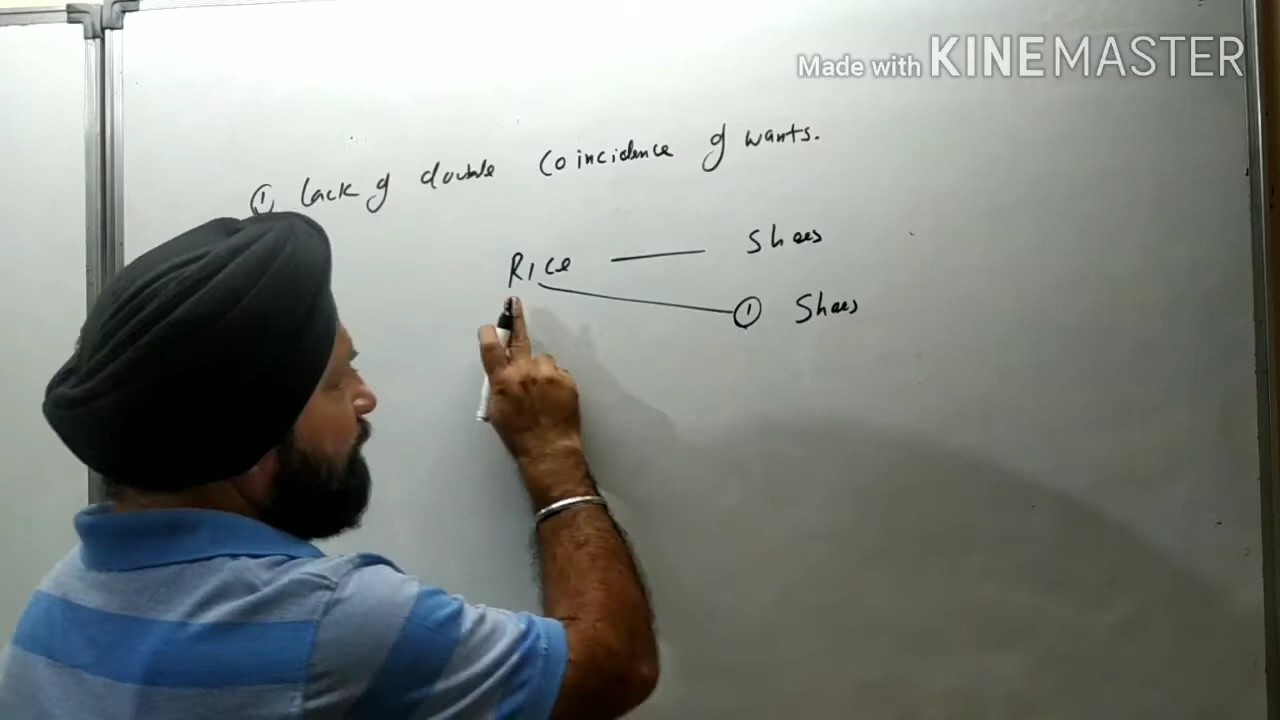 Made with KINEMASTER
① Lack of double Coincidence of wants.
Rice — Shoes
① Shoes